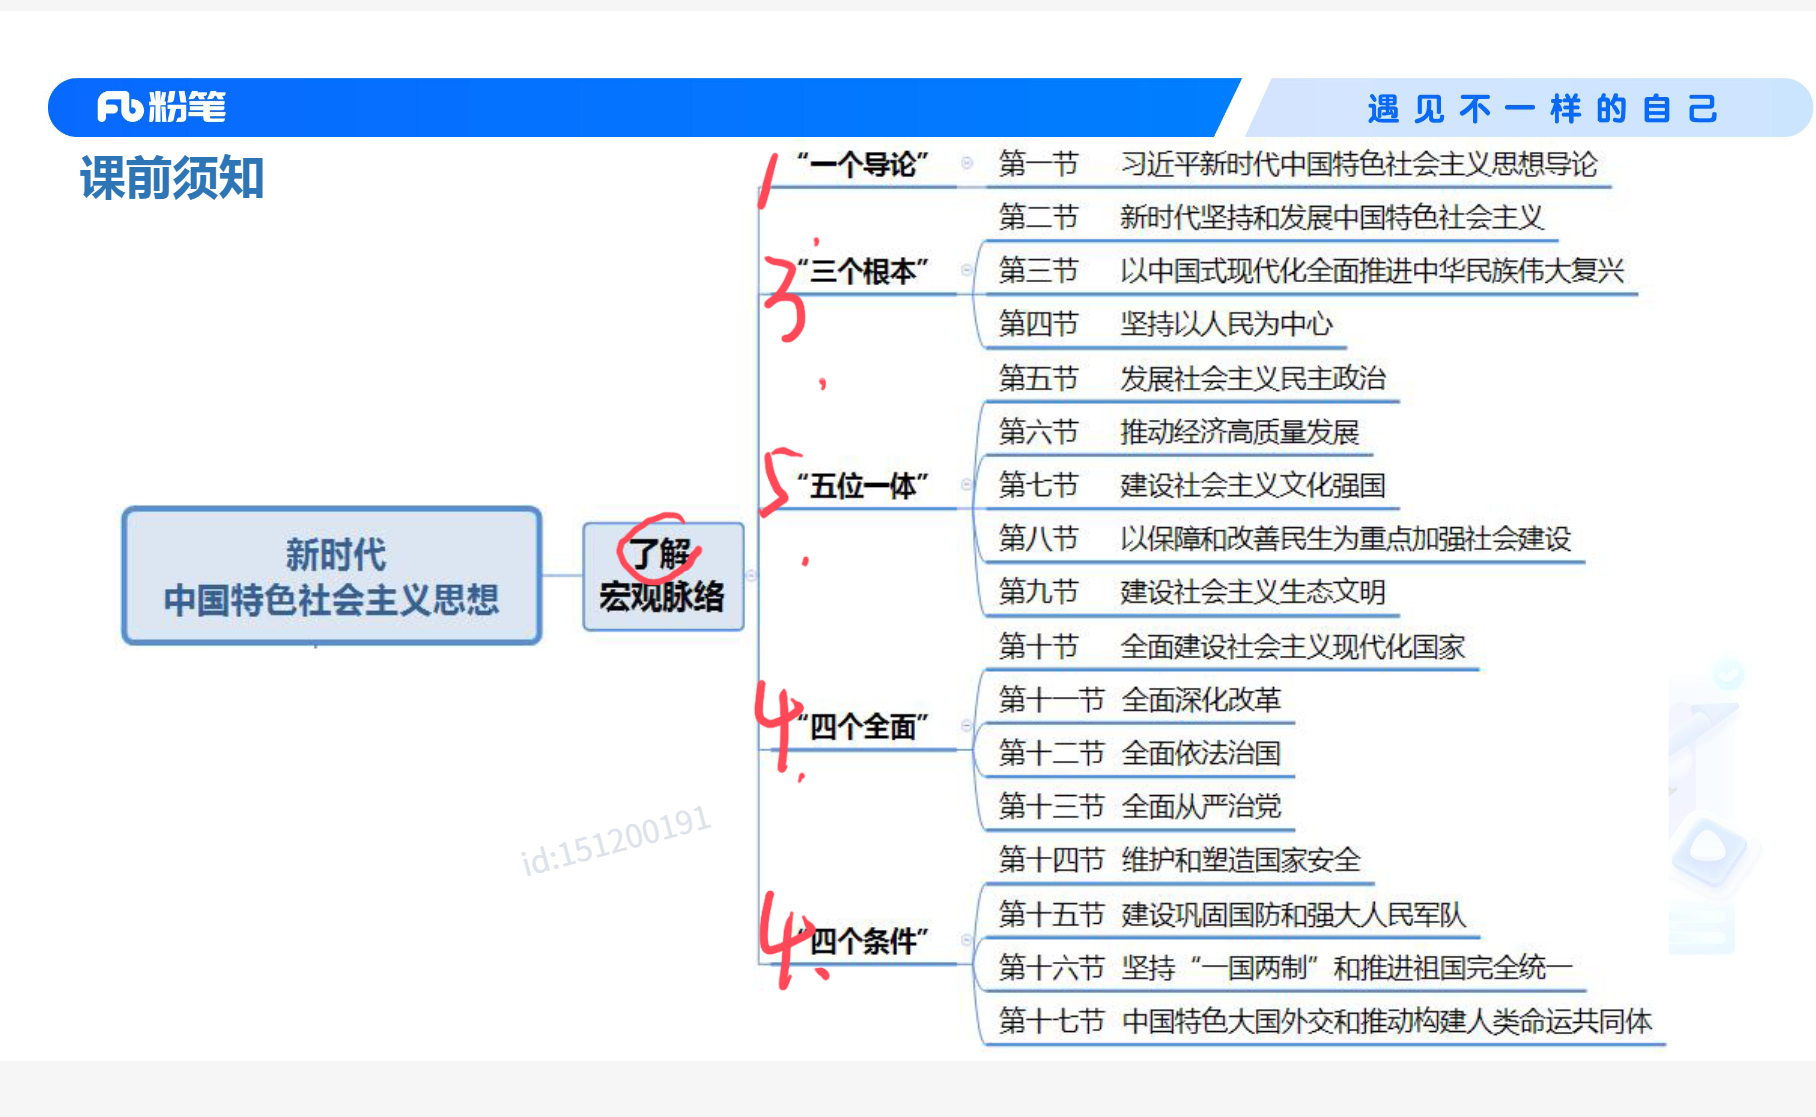 粉笔
遇见不一样的自己
课前须知
新时代
中国特色社会主义思想
了解
宏观脉络
1
“一个导论”
第一节 习近平新时代中国特色社会主义思想导论
3
“三个根本”
第二节 新时代坚持和发展中国特色社会主义
第三节 以中国式现代化全面推进中华民族伟大复兴
第四节 坚持以人民为中心
5
“五位一体”
第五节 发展社会主义民主政治
第六节 推动经济高质量发展
第七节 建设社会主义文化强国
第八节 以保障和改善民生为重点加强社会建设
第九节 建设社会主义生态文明
4
“四个全面”
第十节 全面建设社会主义现代化国家
第十一节 全面深化改革
第十二节 全面依法治国
第十三节 全面从严治党
4
“四个条件”
第十四节 维护和塑造国家安全
第十五节 建设巩固国防和强大人民军队
第十六节 坚持“一国两制”和推进祖国完全统一
第十七节 中国特色大国外交和推动构建人类命运共同体
id:151200191